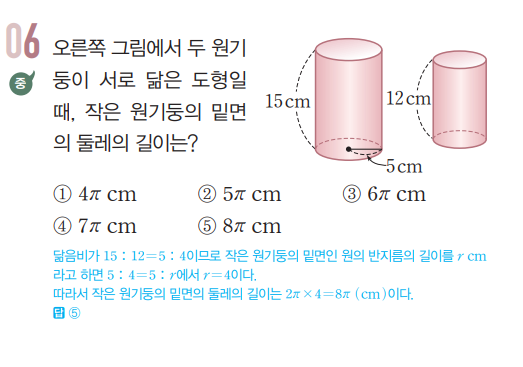 06
중
오른쪽 그림에서 두 원기
둥이 서로 닮은 도형일
때, 작은 원기둥의 밑면
의 둘레의 길이는?
15cm
12cm
5cm
① 4π cm ② 5π cm ③ 6π cm
④ 7π cm ⑤ 8π cm
닮음비가 15 : 12=5 : 4이므로 작은 원기둥의 밑면인 원의 반지름의 길이를 r cm
라고 하면 5 : 4=5 : r에서 r=4이다.
따라서 작은 원기둥의 밑면의 둘레의 길이는 2π×4=8π (cm)이다.
답 ⑤